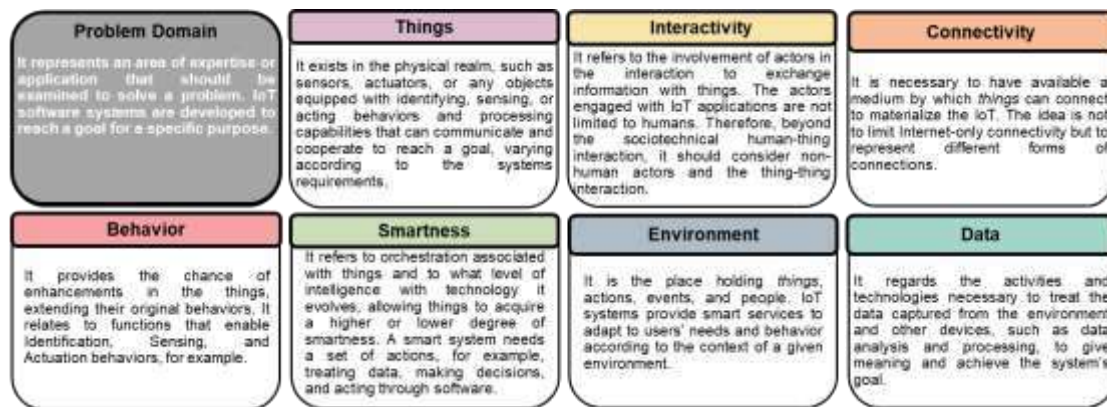 Problem Domain
It represents an area of expertise or
application that should be
examined to solve a problem. IoT
software systems are developed to
reach a goal for a specific purpose.
Things
It exists in the physical realm, such as
sensors, actuators, or any objects
equipped with identifying, sensing, or
acting behaviors and processing
capabilities that can communicate and
cooperate to reach a goal, varying
according to the systems
requirements.
Interactivity
It refers to the involvement of actors in
the interaction to exchange
information with things. The actors
engaged with IoT applications are not
limited to humans. Therefore, beyond
the sociotechnical human-thing
interaction, it should consider non-
human actors and the thing-thing
interaction.
Connectivity
It is necessary to have available a
medium by which things can connect
to materialize the IoT. The idea is not
to limit Internet-only connectivity but to
represent different forms of
connections.
Behavior
It provides the chance of
enhancements in the things,
extending their original behaviors. It
relates to functions that enable
Identification, Sensing, and
Actuation behaviors, for example.
Smartness
It refers to orchestration associated
with things and to what level of
intelligence with technology it
evolves, allowing things to acquire
a higher or lower degree of
smartness. A smart system needs
a set of actions, for example,
treating data, making decisions,
and acting through software.
Environment
It is the place holding things,
actions, events, and people. IoT
systems provide smart services to
adapt to users' needs and behavior
according to the context of a given
environment.
Data
It regards the activities and
technologies necessary to treat the
data captured from the environment
and other devices, such as data
analysis and processing, to give
meaning and achieve the system's
goal.